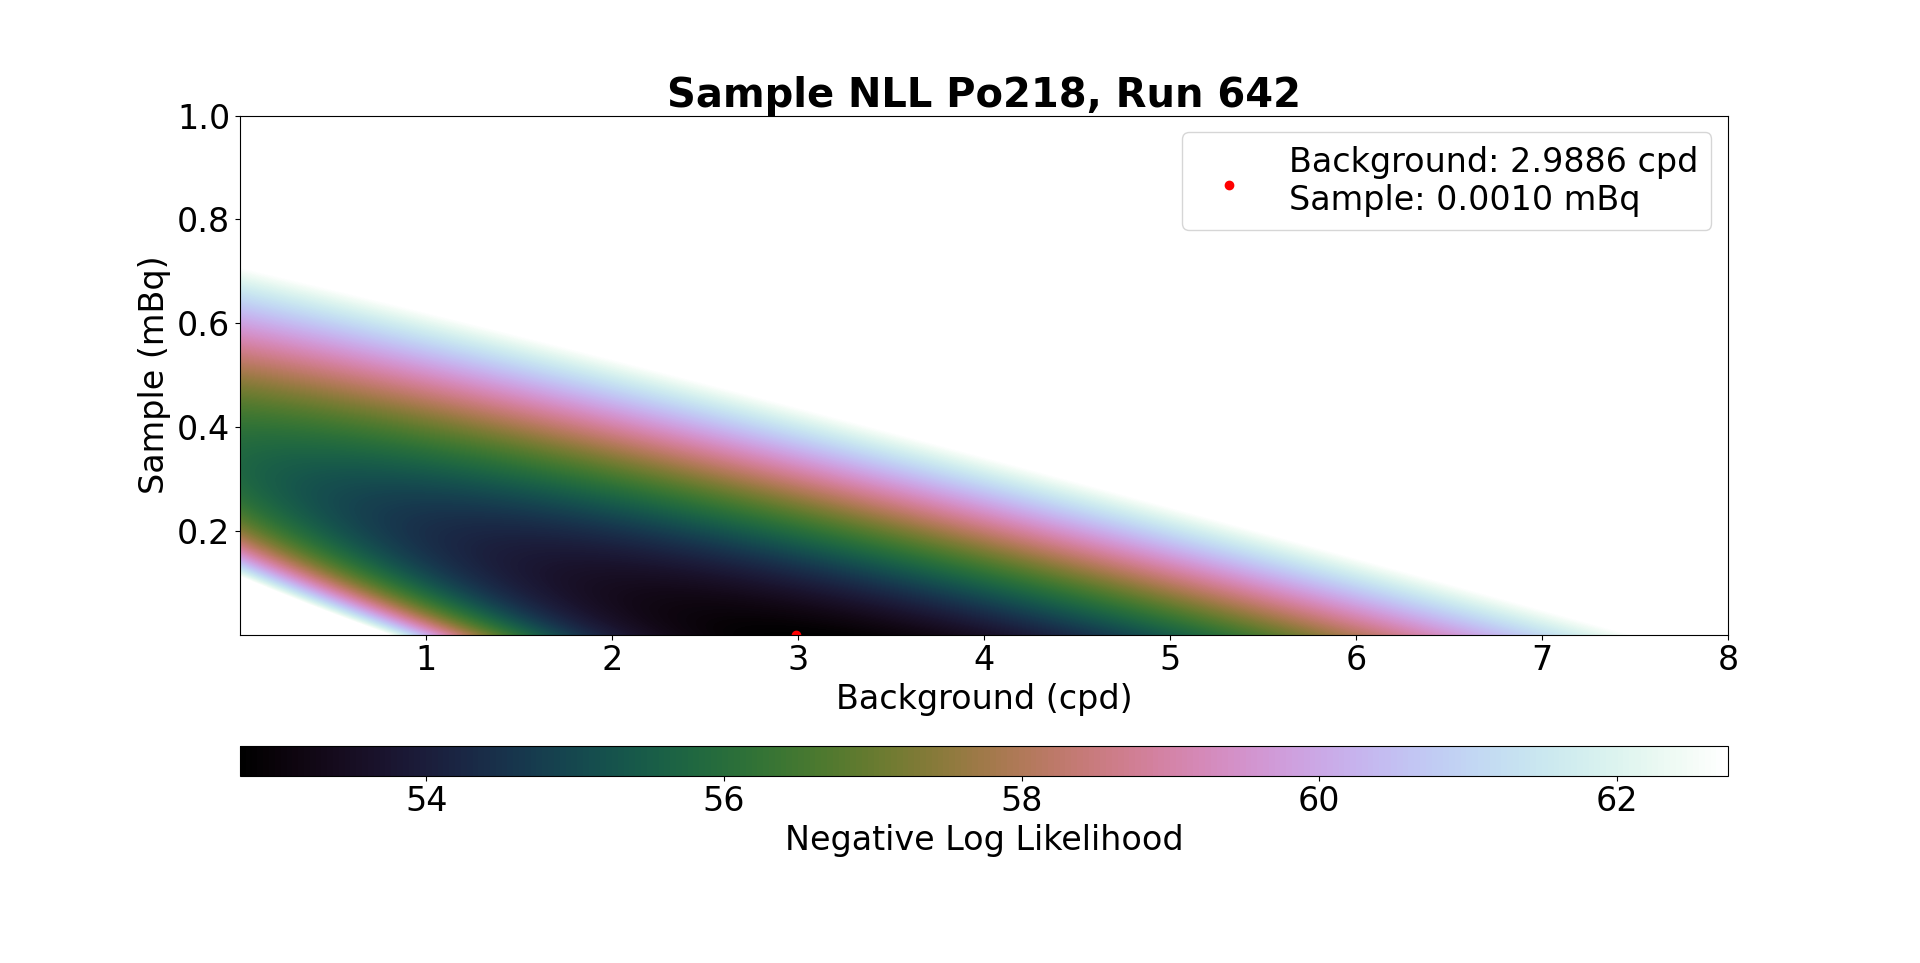 Sample NLL Po218, Run 642
Background: 2.9886 cpd
Sample: 0.0010 mBq
Sample (mBq)
1.0
0.8
0.6
0.4
0.2
1 2 3 4 5 6 7 8
Background (cpd)
54 56 58 60 62
Negative Log Likelihood